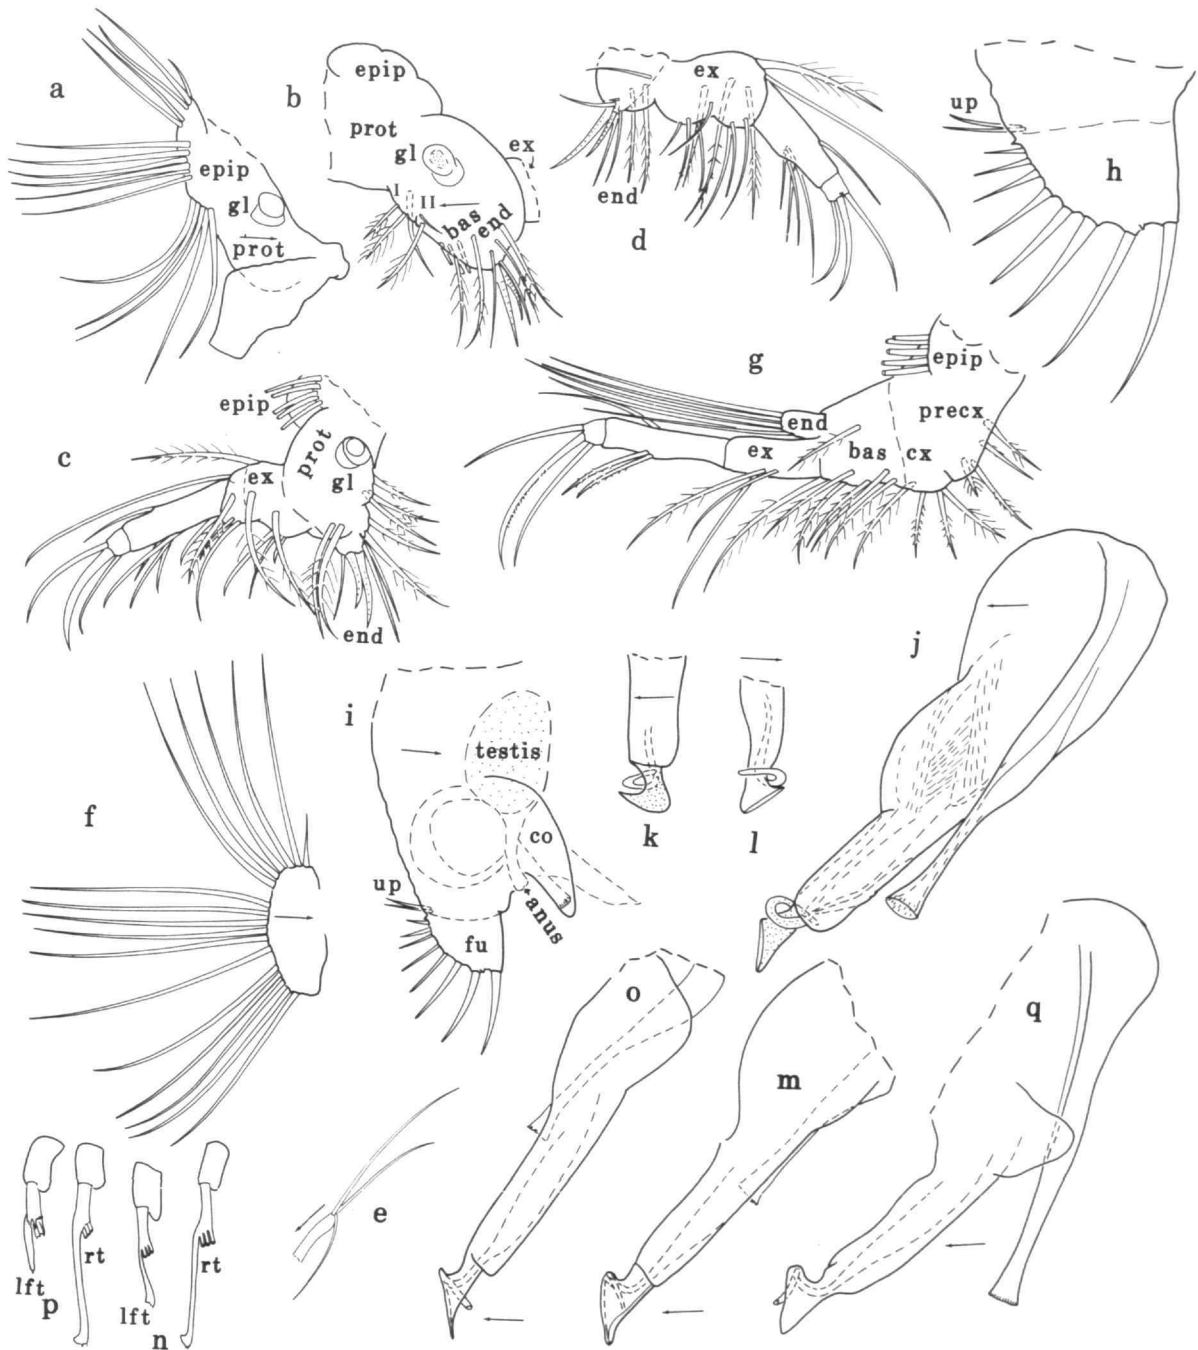 a
epip
gl
prot
b
epip
prot
gl
ex
I
II
bas
end
d
ex
end
h
up
c
epip
prot
ex
gl
end
g
epip
precx
end
ex
bas
cx
f
i
testis
co
up
anus
fu
k
l
j
o
m
q
e
lft
p
rt
lft
n
rt